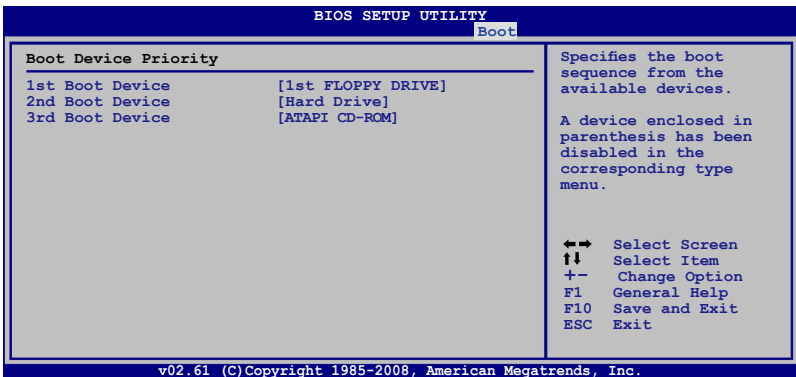 BIOS SETUP UTILITY
Boot
Boot Device Priority
1st Boot Device [1st FLOPPY DRIVE]
2nd Boot Device [Hard Drive]
3rd Boot Device [ATAPI CD-ROM]
Specifies the boot
sequence from the
available devices.
A device enclosed in
parenthesis has been
disabled in the
corresponding type
menu.
←→ Select Screen
↑↓ Select Item
+- Change Option
F1 General Help
F10 Save and Exit
ESC Exit
v02.61 (C)Copyright 1985-2008, American Megatrends, Inc.